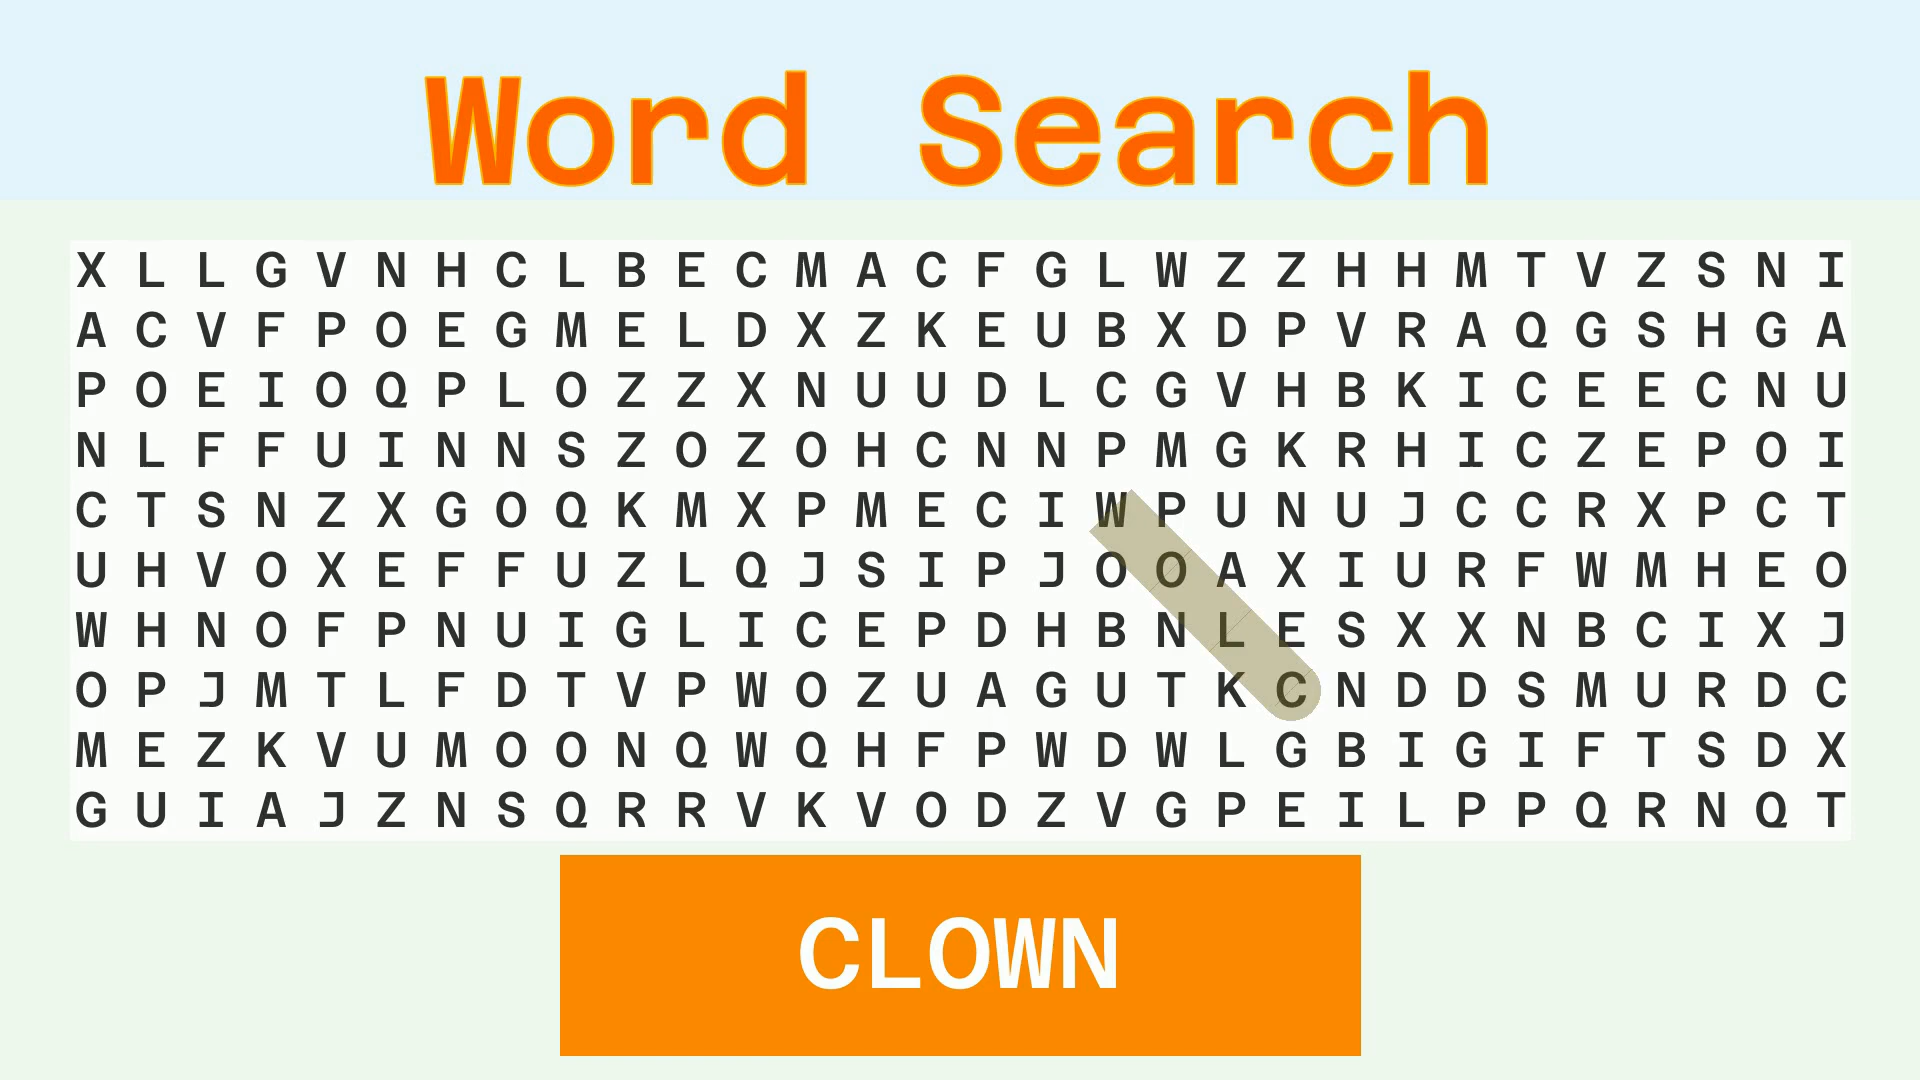 Word Search
X L L G V N H C L B E C M A C F G L W Z Z H H M T V Z S N I
A C V F P O E G M E L D X Z K E U B X D P V R A Q G S H G A
P O E I O Q P L O Z Z X N U U D L C G V H B K I C E E C N U
N L F F U I N N S Z O Z O H C N N P M G K R H I C Z E P O I
C T S N Z X G O Q K M X P M E C I W P U N U J C C R X P C T
U H V O X E F F U Z L Q J S I P J O O A X I U R F W M H E O
W H N O F P N U I G L I C E P D H B N L E S X X N B C I X J
O P J M T L F D T V P W O Z U A G U T K C N D D S M U R D C
M E Z K V U M O O N Q W Q H F P W D W L G B I G I F T S D X
G U I A J Z N S Q R R V K V O D Z V G P E I L P P Q R N Q T
CLOWN